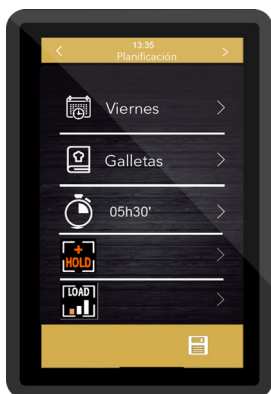 13:35
Planificación
Viernes
Galletas
05h30'
+
HOLD
LOAD